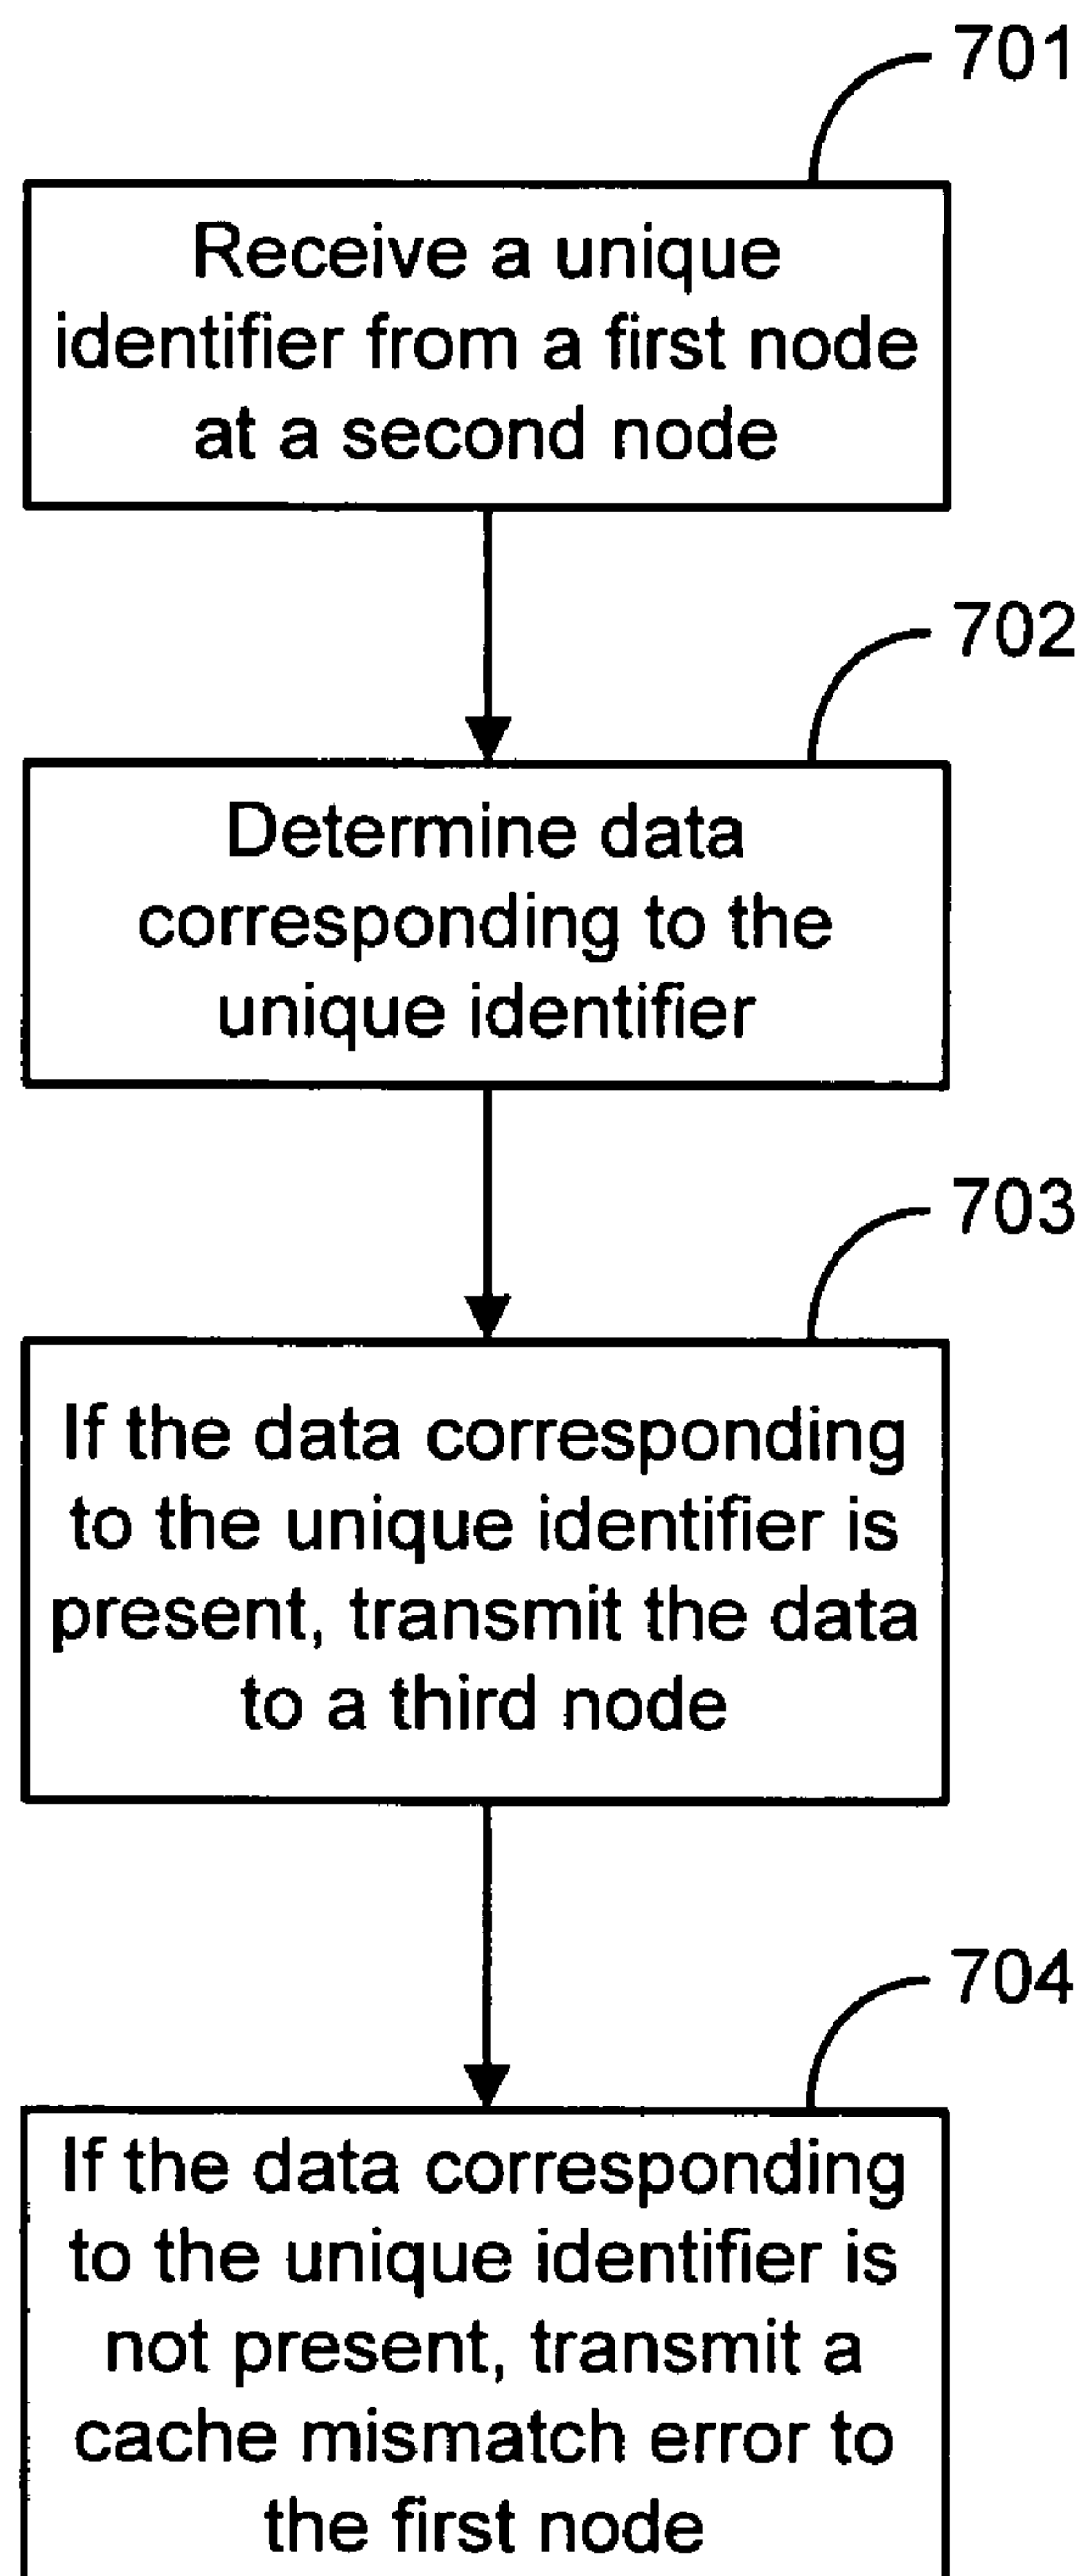 701
Receive a unique
identifier from a first node
at a second node
702
Determine data
corresponding to the
unique identifier
703
If the data corresponding
to the unique identifier is
present, transmit the data
to a third node
704
If the data corresponding
to the unique identifier is
not present, transmit a
cache mismatch error to
the first node